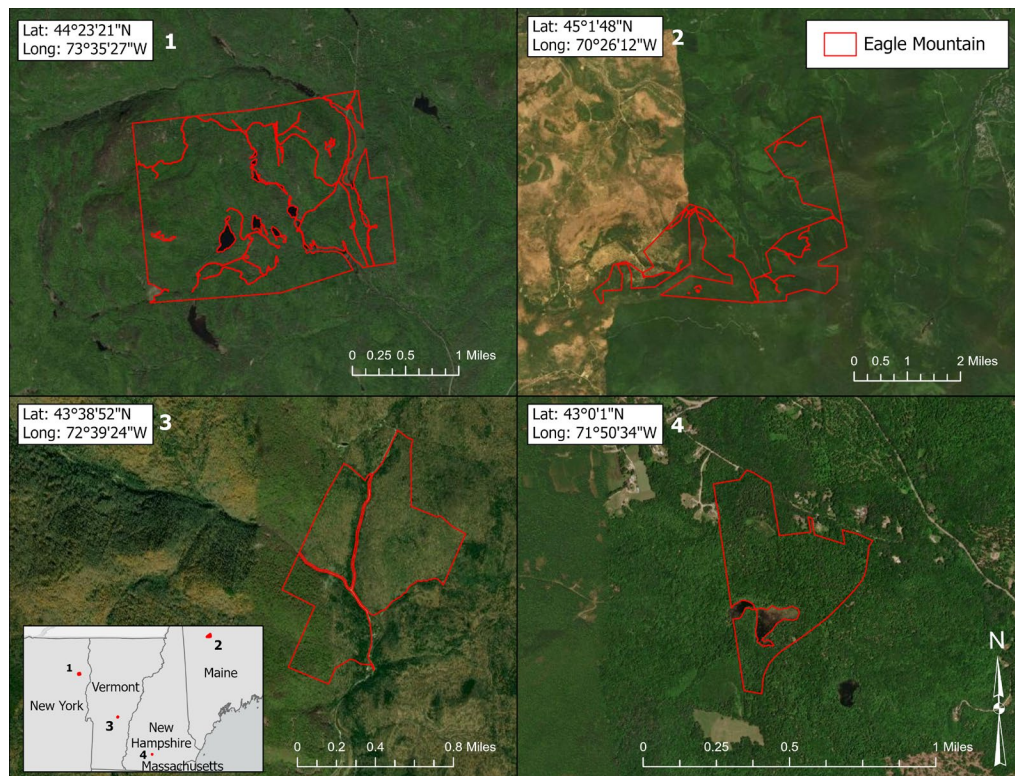 Lat: 44°23'21"N
Long: 73°35'27"W
1
0 0.25 0.5 1 Miles
Lat: 45°1'48"N
Long: 70°26'12"W
2
Eagle Mountain
0 0.5 1 2 Miles
Lat: 43°38'52"N
Long: 72°39'24"W
3
1
2
New York
Vermont
Maine
3
New
Hampshire
4
Massachusetts
0 0.2 0.4 0.8 Miles
Lat: 43°0'1"N
Long: 71°50'34"W
4
N
0 0.25 0.5 1 Miles